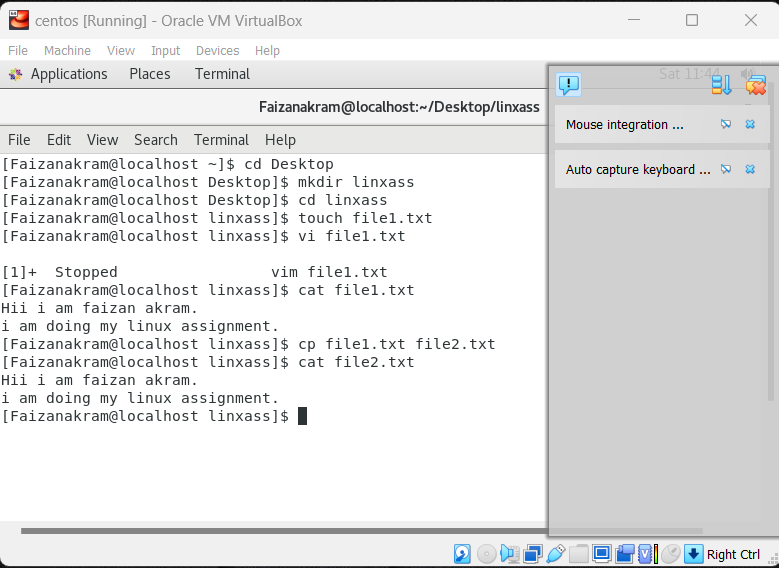 centos [Running] - Oracle VM VirtualBox
File Machine View Input Devices Help
Applications Places Terminal Sat 11:44
Faizanakram@localhost:~/Desktop/linxass
File Edit View Search Terminal Help
[Faizanakram@localhost ~]$ cd Desktop
[Faizanakram@localhost Desktop]$ mkdir linxass
[Faizanakram@localhost Desktop]$ cd linxass
[Faizanakram@localhost linxass]$ touch file1.txt
[Faizanakram@localhost linxass]$ vi file1.txt
[1]+  Stopped                 vim file1.txt
[Faizanakram@localhost linxass]$ cat file1.txt
Hii i am faizan akram.
i am doing my linux assignment.
[Faizanakram@localhost linxass]$ cp file1.txt file2.txt
[Faizanakram@localhost linxass]$ cat file2.txt
Hii i am faizan akram.
i am doing my linux assignment.
[Faizanakram@localhost linxass]$
Mouse integration ...
Auto capture keyboard ...
Right Ctrl